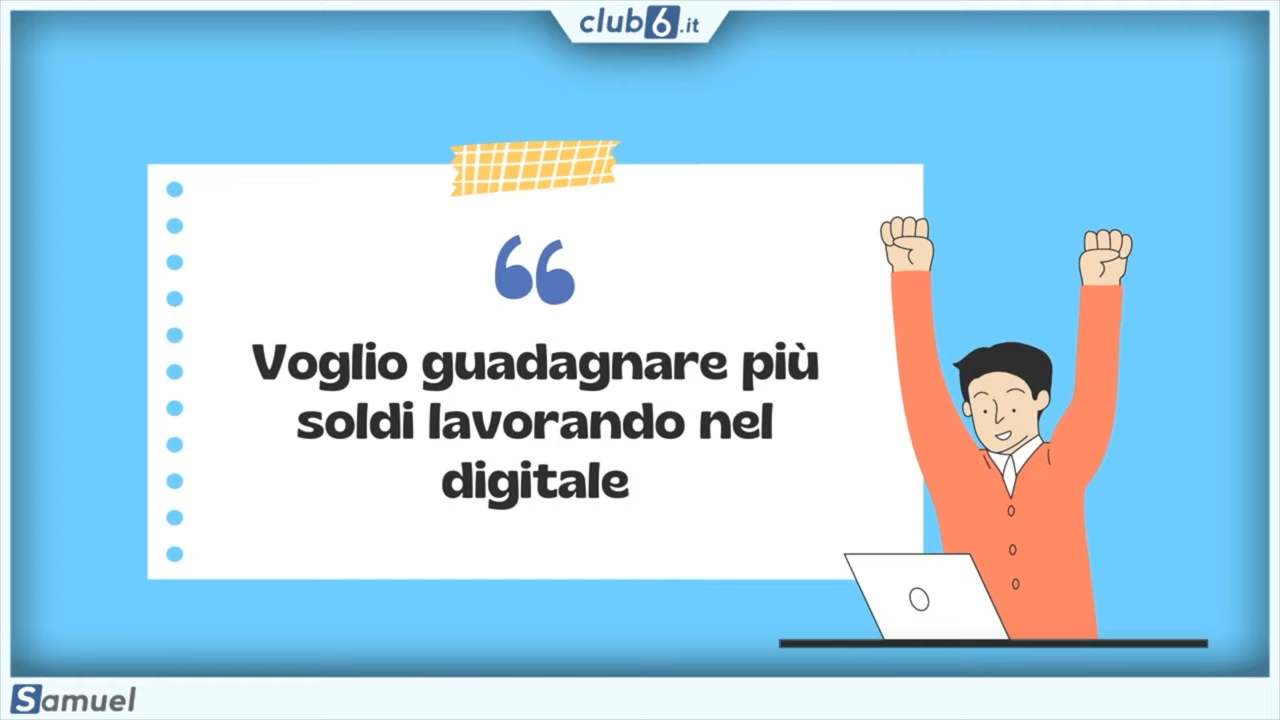 club6.it
“
Voglio guadagnare più
soldi lavorando nel
digitale
Samuel